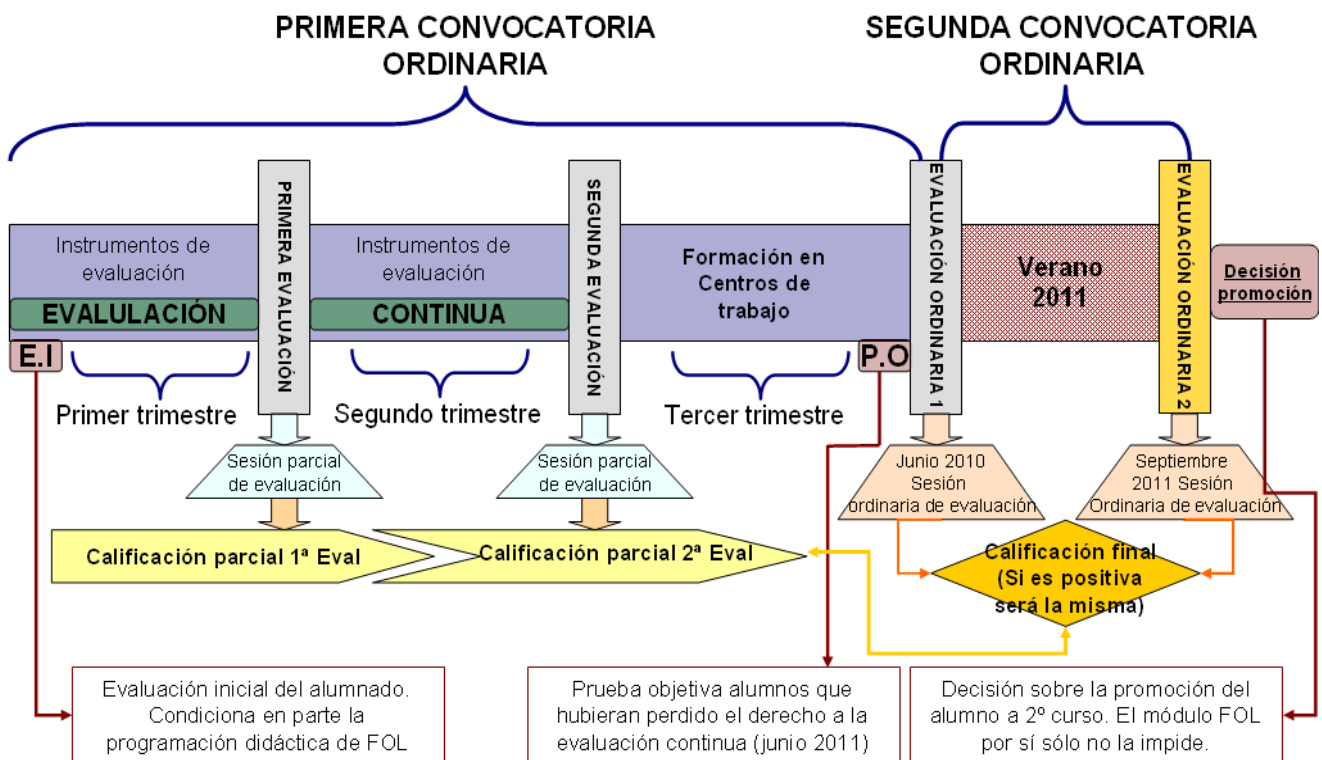 PRIMERA CONVOCATORIA
ORDINARIA
SEGUNDA CONVOCATORIA
ORDINARIA
Instrumentos de
evaluación
EVALULACIÓN
E.I
Primer trimestre
PRIMERA EVALUACIÓN
Instrumentos de
evaluación
CONTINUA
Segundo trimestre
SEGUNDA EVALUACIÓN
Formación en
Centros de
trabajo
P.O
Tercer trimestre
EVALUACIÓN ORDINARIA 1
Verano
2011
EVALUACIÓN ORDINARIA 2
Decisión
promoción
Sesión parcial
de evaluación
Sesión parcial
de evaluación
Junio 2010
Sesión
ordinaria de evaluación
Septiembre
2011 Sesión
Ordinaria de evaluación
Calificación parcial 1ª Eval
Calificación parcial 2ª Eval
Calificación final
(Si es positiva
será la misma)
Evaluación inicial del alumnado.
Condiciona en parte la
programación didáctica de FOL
Prueba objetiva alumnos que
hubieran perdido el derecho a la
evaluación continua (junio 2011)
Decisión sobre la promoción del
alumno a 2º curso. El módulo FOL
por sí sólo no la impide.